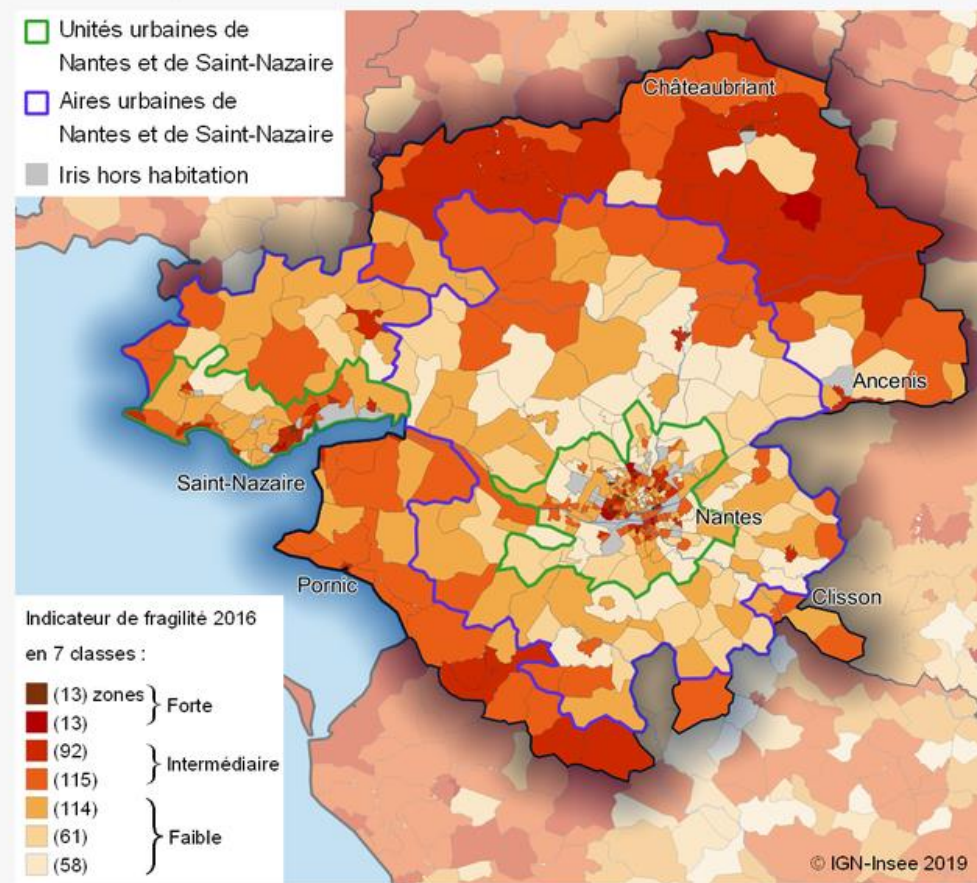 Unités urbaines de
Nantes et de Saint-Nazaire
Aires urbaines de
Nantes et de Saint-Nazaire
Iris hors habitation
Châteaubriant
Ancenis
Saint-Nazaire
Nantes
Pornic
Clisson
Indicateur de fragilité 2016
en 7 classes :
(13) zones
Forte
(13)
(92)
Intermédiaire
(115)
(114)
(61)
Faible
(58)
© IGN-Insee 2019